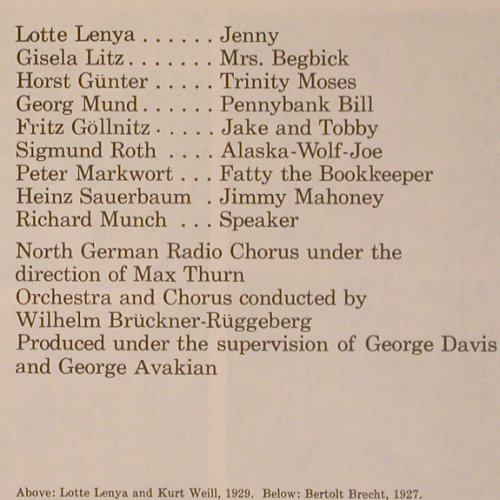 Lotte Lenya . . . . . . Jenny
Gisela Litz . . . . . . . Mrs. Begbick
Horst Günter . . . . . Trinity Moses
Georg Mund . . . . . . Pennybank Bill
Fritz Göllnitz . . . . . Jake and Tobby
Sigmund Roth . . . . Alaska-Wolf-Joe
Peter Markwort . . . Fatty the Bookkeeper
Heinz Sauerbaum . Jimmy Mahoney
Richard Munch . . . Speaker
North German Radio Chorus under the
direction of Max Thurn
Orchestra and Chorus conducted by
Wilhelm Brückner-Rüggeberg
Produced under the supervision of George Davis
and George Avakian
Above: Lotte Lenya and Kurt Weill, 1929. Below: Bertolt Brecht, 1927.